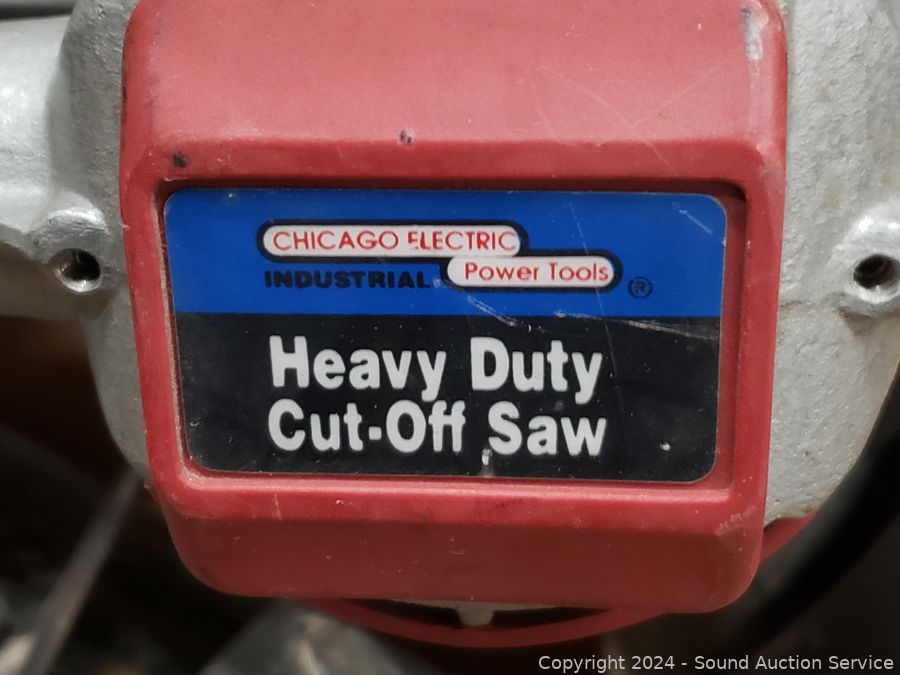 CHICAGO ELECTRIC
INDUSTRIAL Power Tools ®
Heavy Duty
Cut-Off Saw
Copyright 2024 - Sound Auction Service